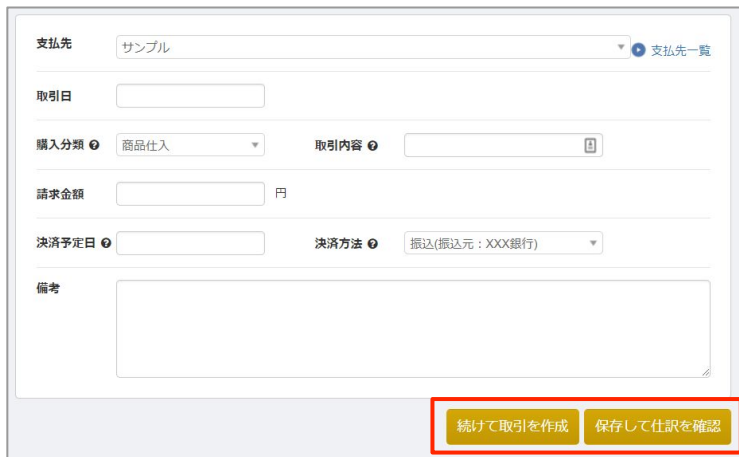 支払先 サンプル 支払先一覧
取引日
購入分類 商品仕入 取引内容
請求金額 円
決済予定日 決済方法 振込(振込元：XXX銀行)
備考
続けて取引を作成 保存して仕訳を確認